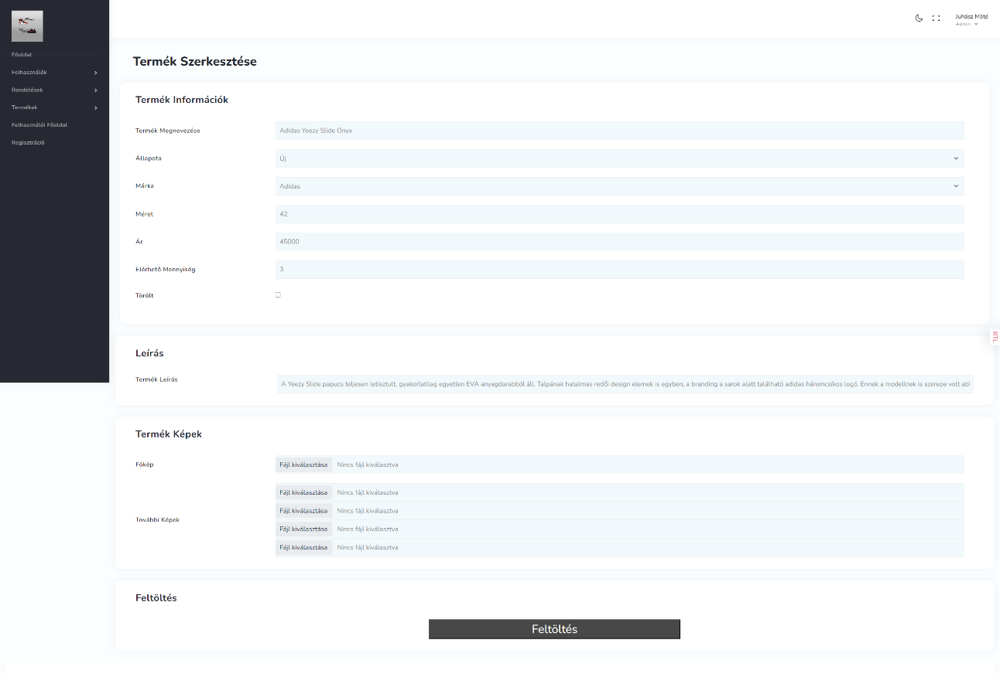 Juhász Máté
Admin
Főoldal
Felhasználók
Rendelések
Termékek
Felhasználói Főoldal
Regisztráció
Termék Szerkesztése
Termék Információk
Termék Megnevezése
Adidas Yeezy Slide Onyx
Állapota
Új
Márka
Adidas
Méret
42
Ár
45000
Elérhető Mennyiség
3
Törölt
RTL
Leírás
Termék Leírás
A Yeezy Slide papucs teljesen letisztult, gyakorlatilag egyetlen EVA anyagdarabból áll. Talpának hatalmas redői design elemek is egyben, a branding a sarok alatt található adidas háromcsíkos logó. Ennek a modellnek is szerepe volt abl
Termék Képek
Főkép
Fájl kiválasztása Nincs fájl kiválasztva
További Képek
Fájl kiválasztása Nincs fájl kiválasztva
Fájl kiválasztása Nincs fájl kiválasztva
Fájl kiválasztása Nincs fájl kiválasztva
Fájl kiválasztása Nincs fájl kiválasztva
Feltöltés
Feltöltés